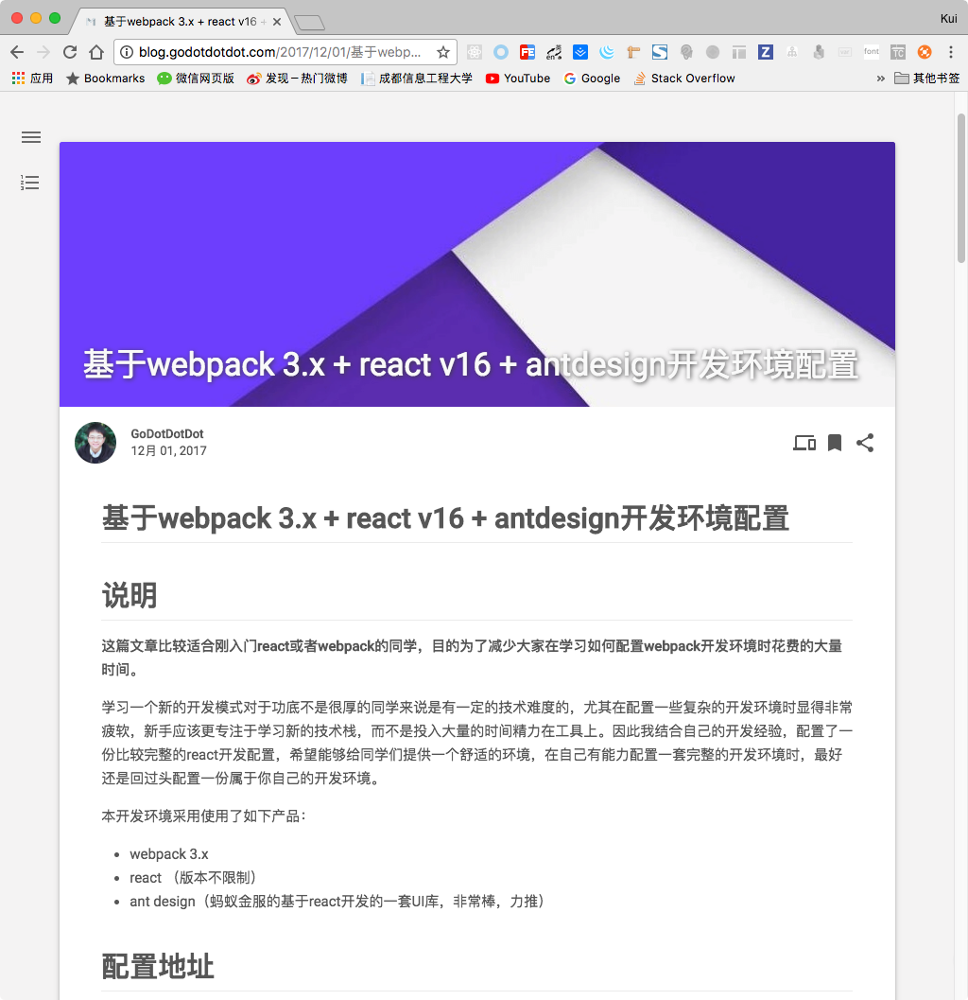 基于webpack 3.x + react v16 +
Kui
blog.godotdotdot.com/2017/12/01/基于webp...
应用
Bookmarks
微信网页版
发现－热门微博
成都信息工程大学
YouTube
Google
Stack Overflow
»
其他书签
基于webpack 3.x + react v16 + antdesign开发环境配置
GoDotDotDot
12月 01, 2017
基于webpack 3.x + react v16 + antdesign开发环境配置
说明
这篇文章比较适合刚入门react或者webpack的同学，目的为了减少大家在学习如何配置webpack开发环境时花费的大量
时间。
学习一个新的开发模式对于功底不是很厚的同学来说是有一定的技术难度的，尤其在配置一些复杂的开发环境时显得非常
疲软，新手应该更专注于学习新的技术栈，而不是投入大量的时间精力在工具上。因此我结合自己的开发经验，配置了一
份比较完整的react开发配置，希望能够给同学们提供一个舒适的环境，在自己有能力配置一套完整的开发环境时，最好
还是回过头配置一份属于你自己的开发环境。
本开发环境采用使用了如下产品：
• webpack 3.x
• react （版本不限制）
• ant design（蚂蚁金服的基于react开发的一套UI库，非常棒，力推）
配置地址